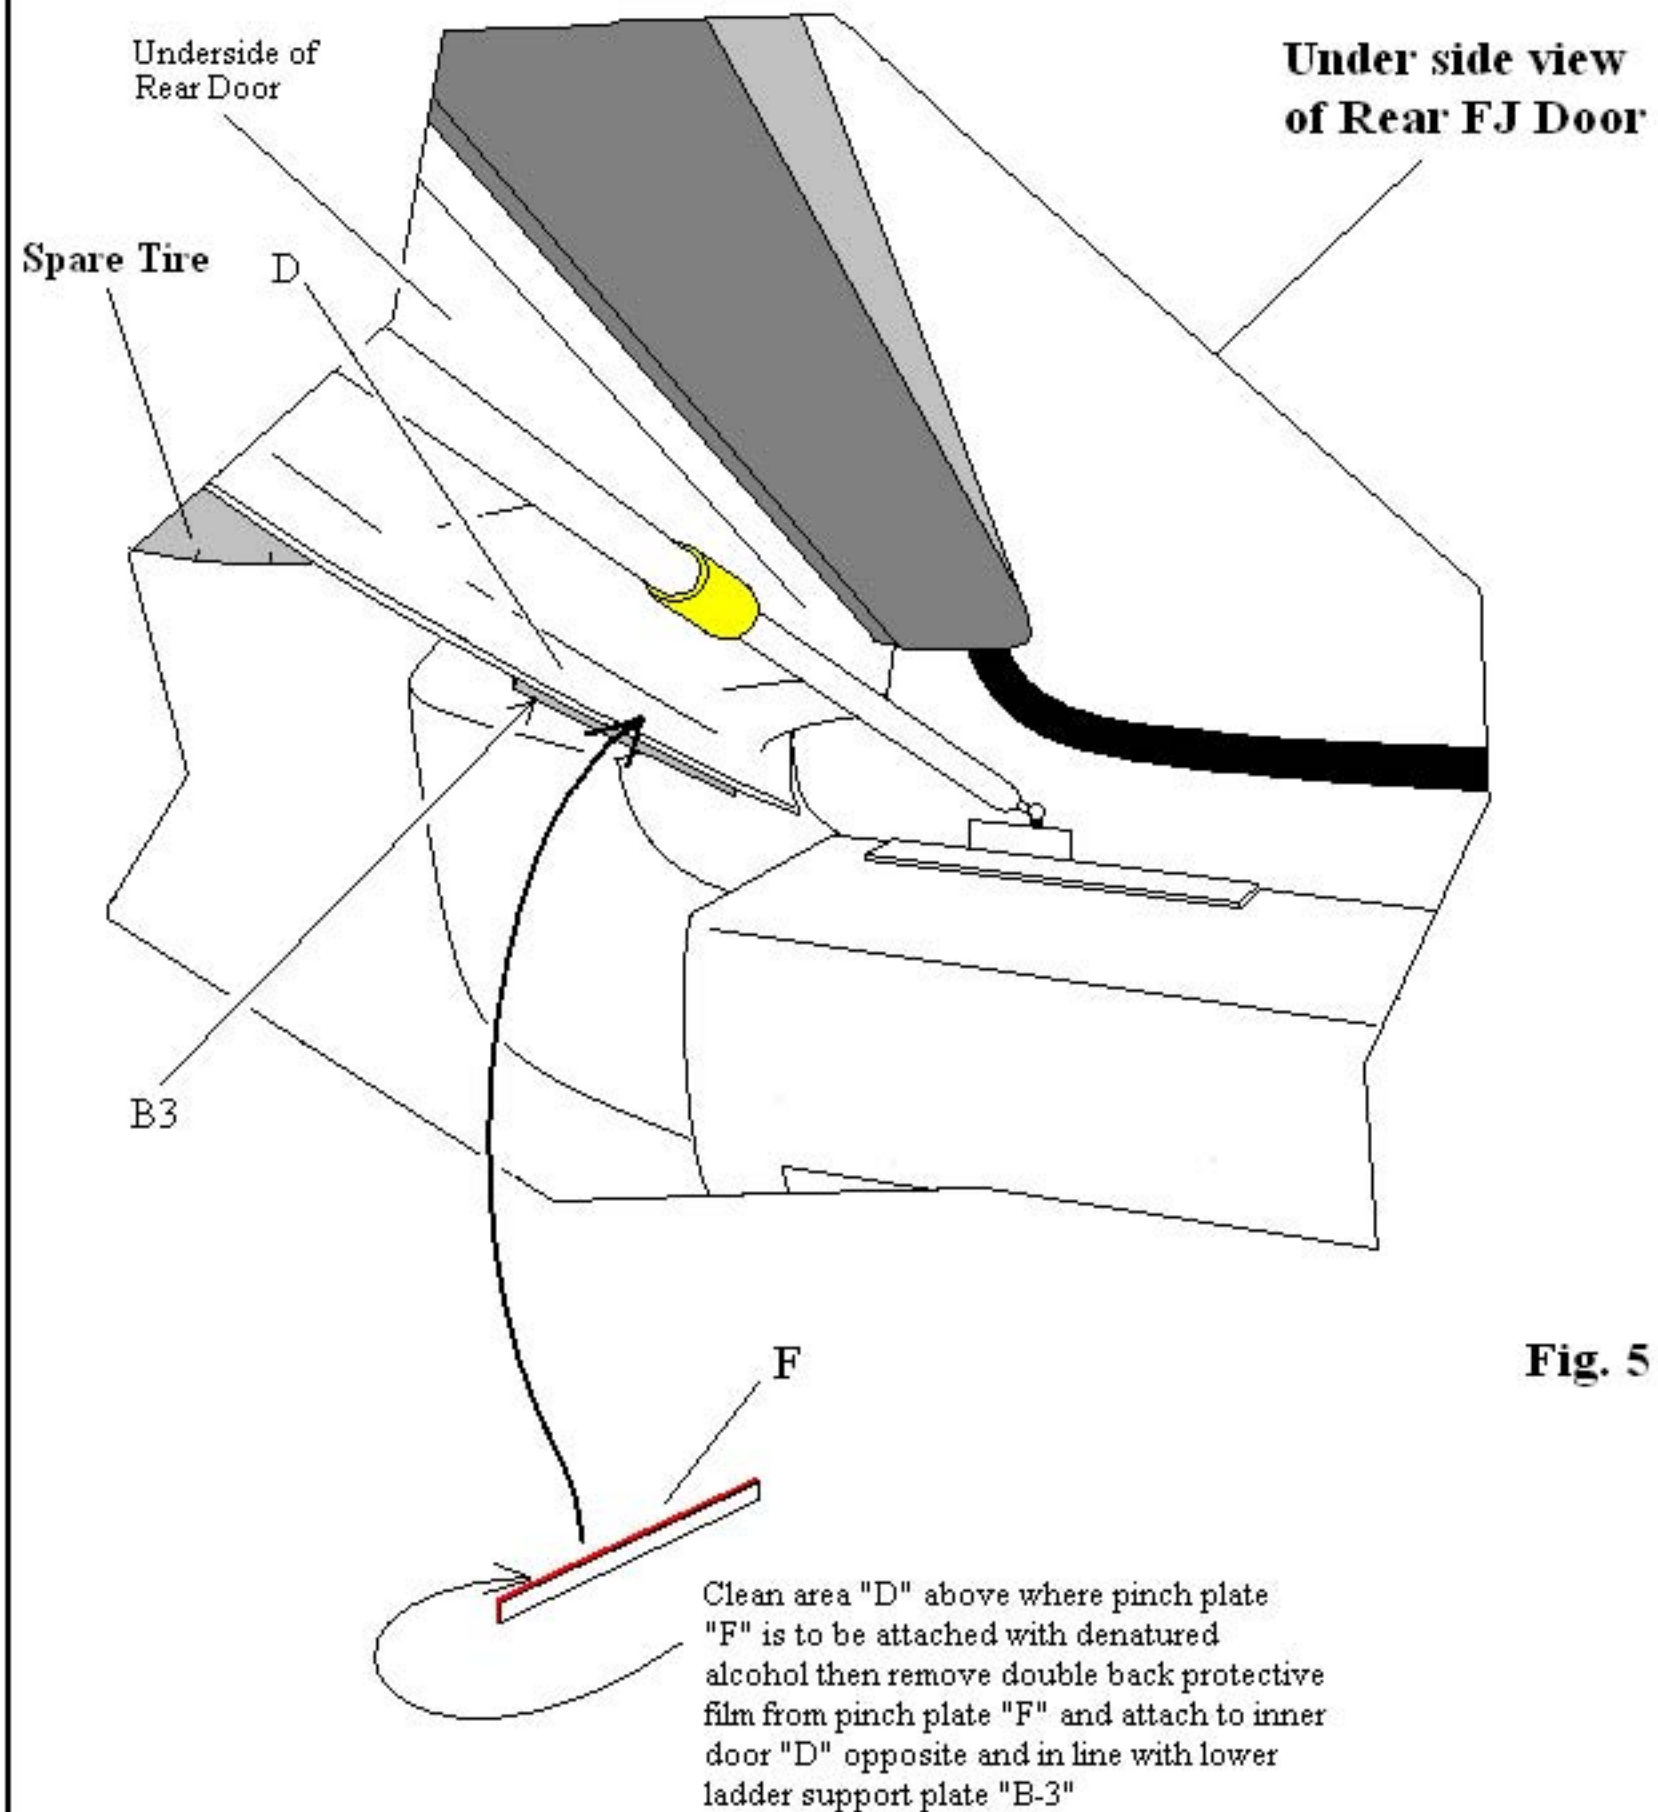 Underside of
Rear Door
Under side view
of Rear FJ Door
Spare Tire
D
B3
F
Fig. 5
Clean area "D" above where pinch plate
"F" is to be attached with denatured
alcohol then remove double back protective
film from pinch plate "F" and attach to inner
door "D" opposite and in line with lower
ladder support plate "B-3"